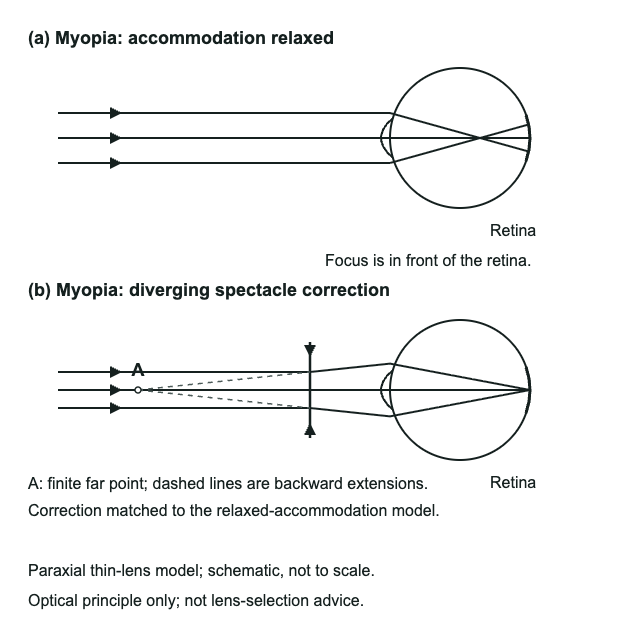 (a) Myopia: accommodation relaxed
Retina
Focus is in front of the retina.
(b) Myopia: diverging spectacle correction
A
A: finite far point; dashed lines are backward extensions.
Retina
Correction matched to the relaxed-accommodation model.
Paraxial thin-lens model; schematic, not to scale.
Optical principle only; not lens-selection advice.